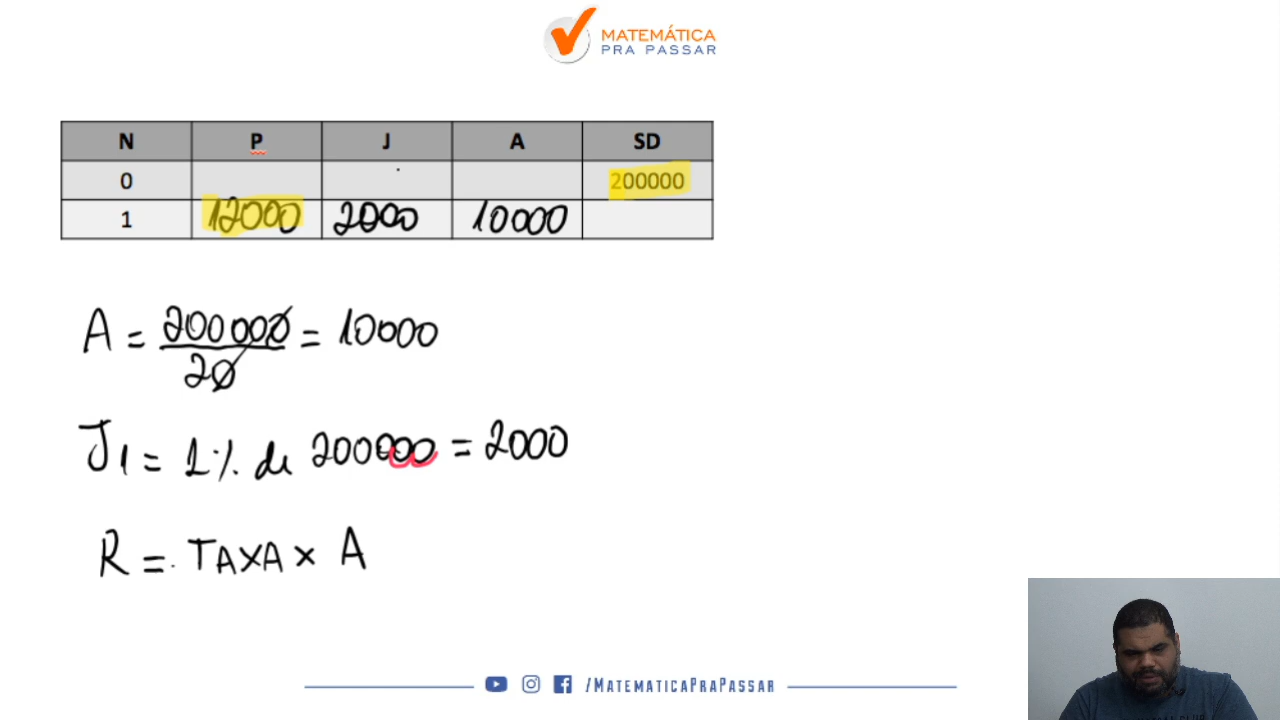 MATEMÁTICA
PRA PASSAR
N P J A SD
0 200000
1 12000 2000 10000
A = 200000/20 = 10000
J1 = 1% de 200000 = 2000
R = TAXA × A
/MATEMATICAPRAPASSAR